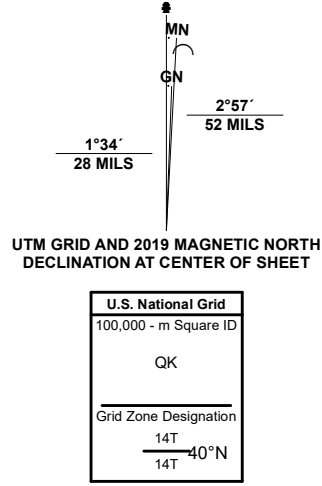 MN
GN
2°57´
52 MILS
1°34´
28 MILS
UTM GRID AND 2019 MAGNETIC NORTH
DECLINATION AT CENTER OF SHEET
U.S. National Grid
100,000 - m Square ID
QK
Grid Zone Designation
14T
40°N
14T